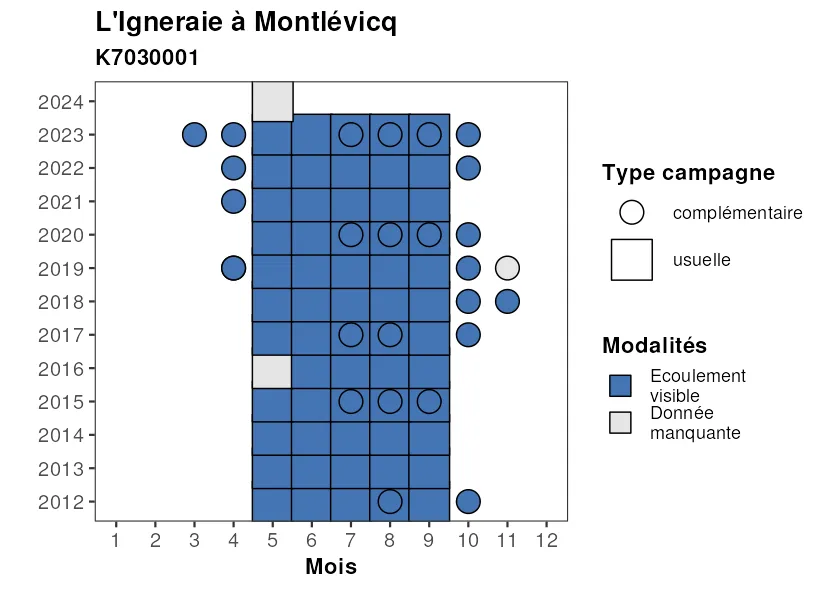 L'Igneraie à Montlévicq
K7030001
2024
2023
2022
2021
2020
2019
2018
2017
2016
2015
2014
2013
2012
1 2 3 4 5 6 7 8 9 10 11 12
Mois
Type campagne
complémentaire
usuelle
Modalités
Ecoulement
visible
Donnée
manquante